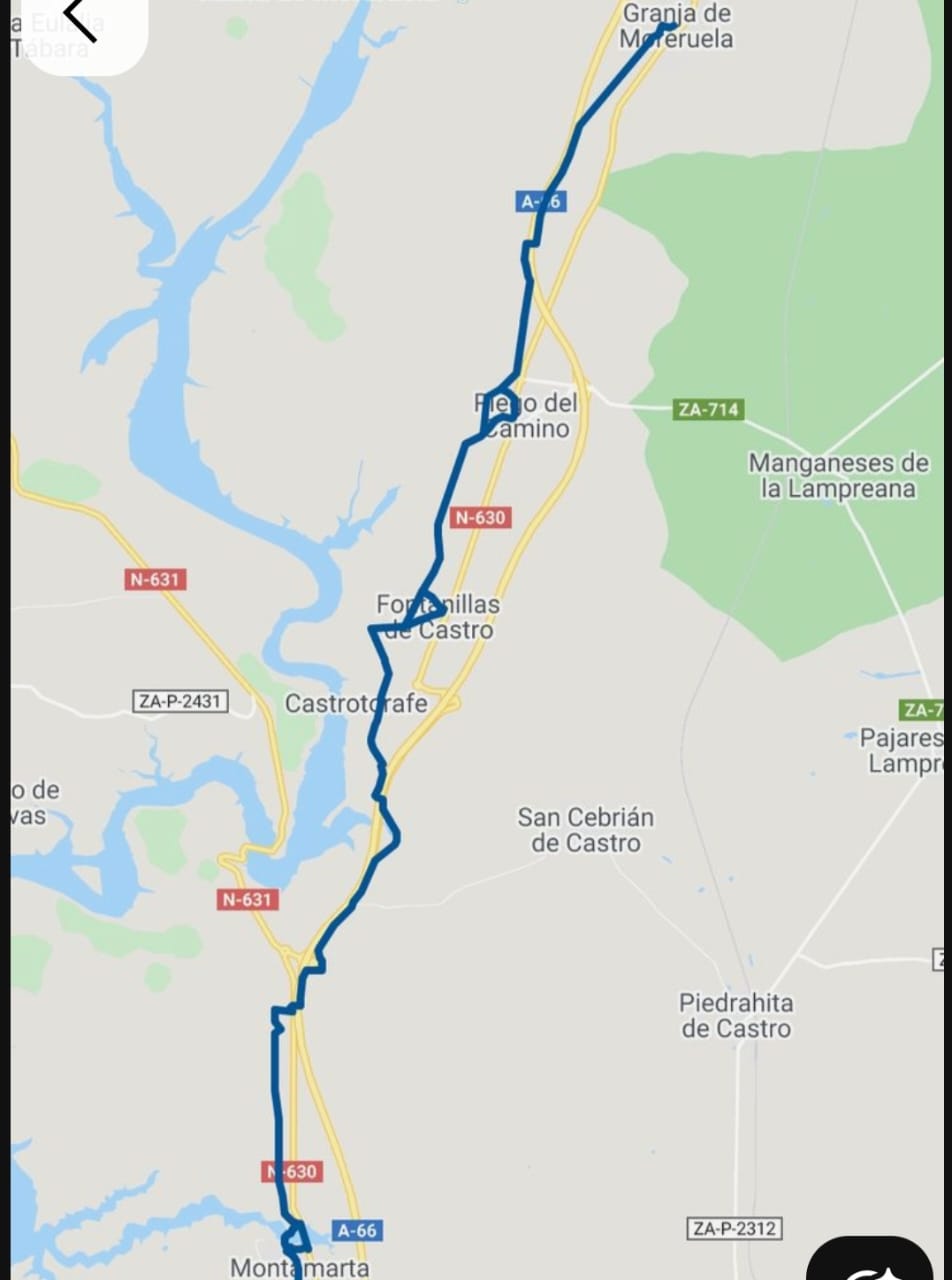 Granja de
Moreruela
a Eulalia
Tábara
A-66
Riego del
Camino
ZA-714
Manganeses de
la Lampreana
N-630
N-631
Fontanillas
de Castro
ZA-P-2431
Castrotorafe
ZA-7
Pajares
Lampr
o de
vas
San Cebrián
de Castro
N-631
Piedrahita
de Castro
N-630
A-66
ZA-P-2312
Montamarta